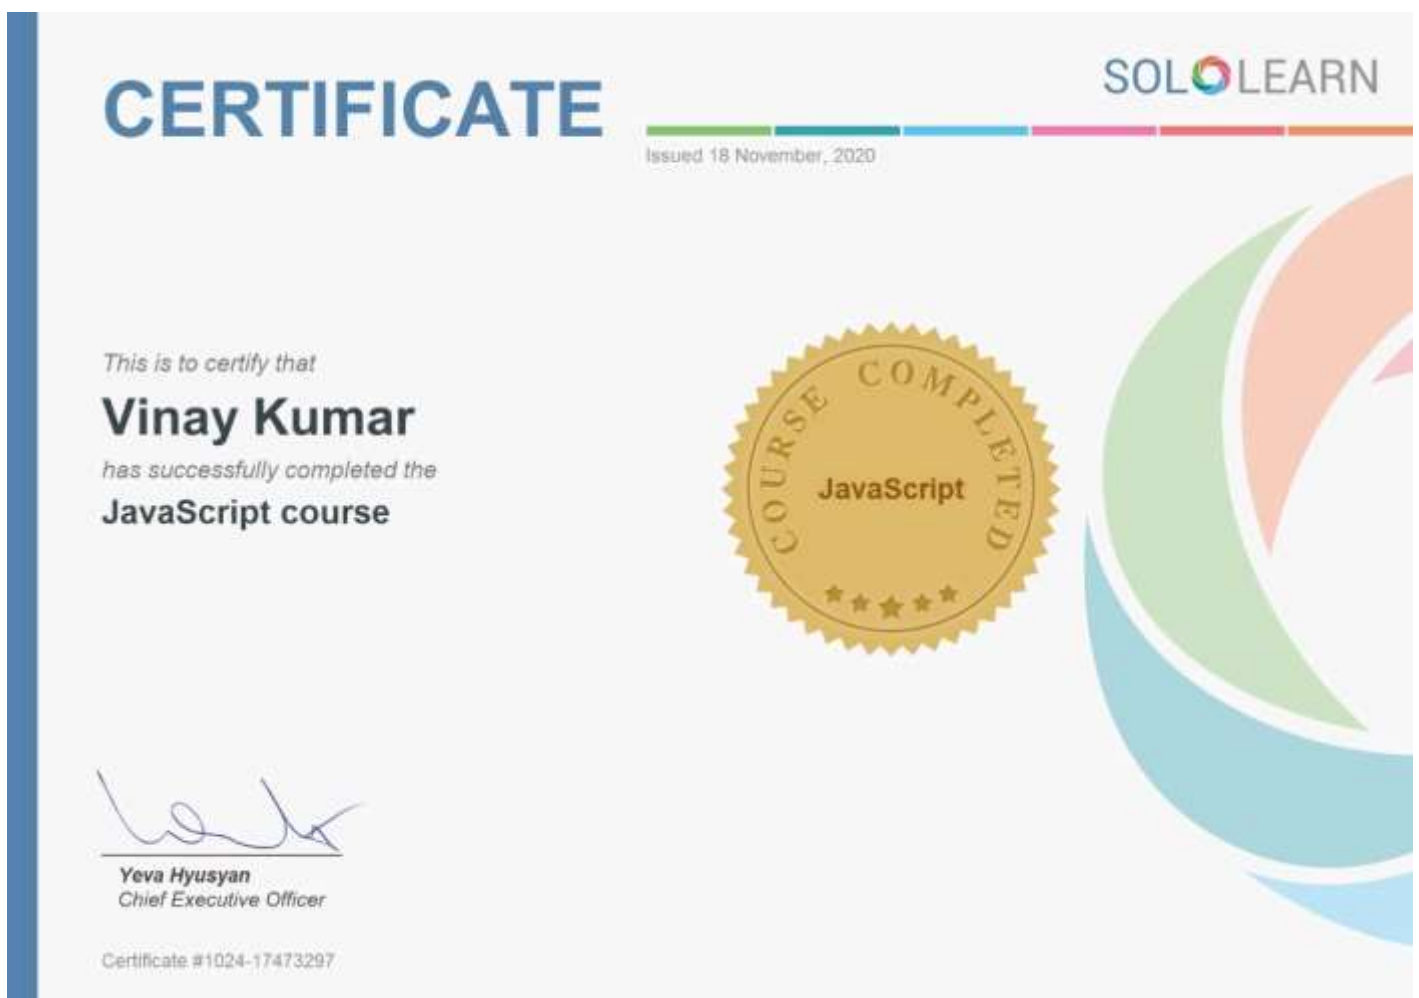 CERTIFICATE
SOLOLEARN
Issued 18 November, 2020
This is to certify that
Vinay Kumar
has successfully completed the
JavaScript course
COURSE COMPLETED
JavaScript
Yeva Hyusyan
Chief Executive Officer
Certificate #1024-17473297